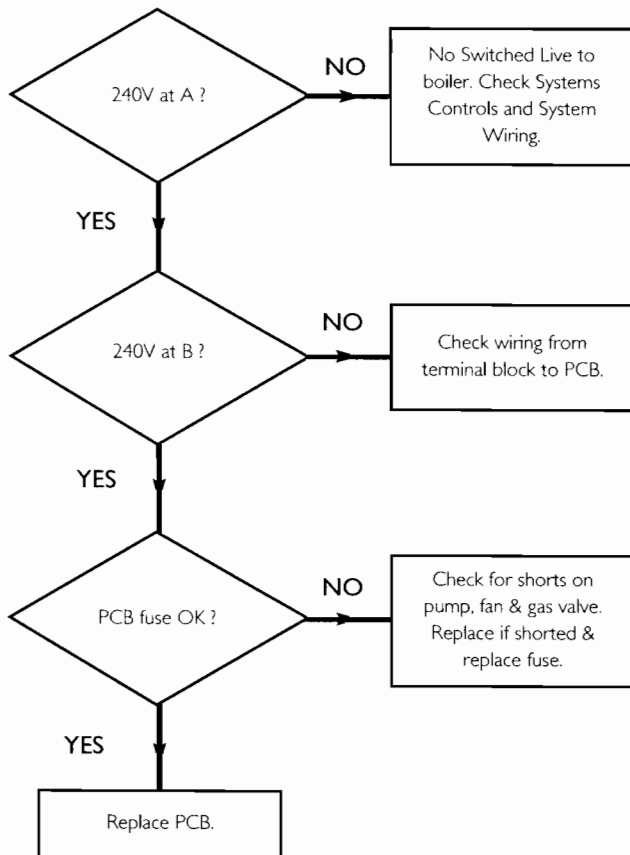 240V at A ?
NO
No Switched Live to
boiler. Check Systems
Controls and System
Wiring.
YES
240V at B ?
NO
Check wiring from
terminal block to PCB.
YES
PCB fuse OK ?
NO
Check for shorts on
pump, fan & gas valve.
Replace if shorted &
replace fuse.
YES
Replace PCB.